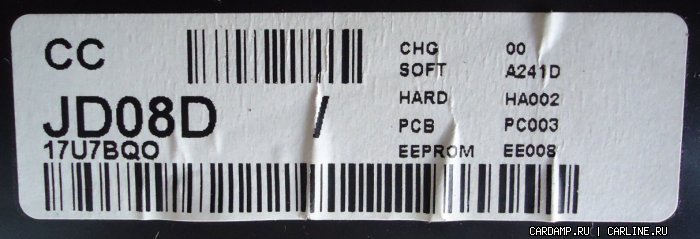 CC
CHG 00
SOFT A241D
JD08D /
HARD HA002
PCB PC003
17U7BQO
EEPROM EE008
CARDAMP.RU | CARLINE.RU